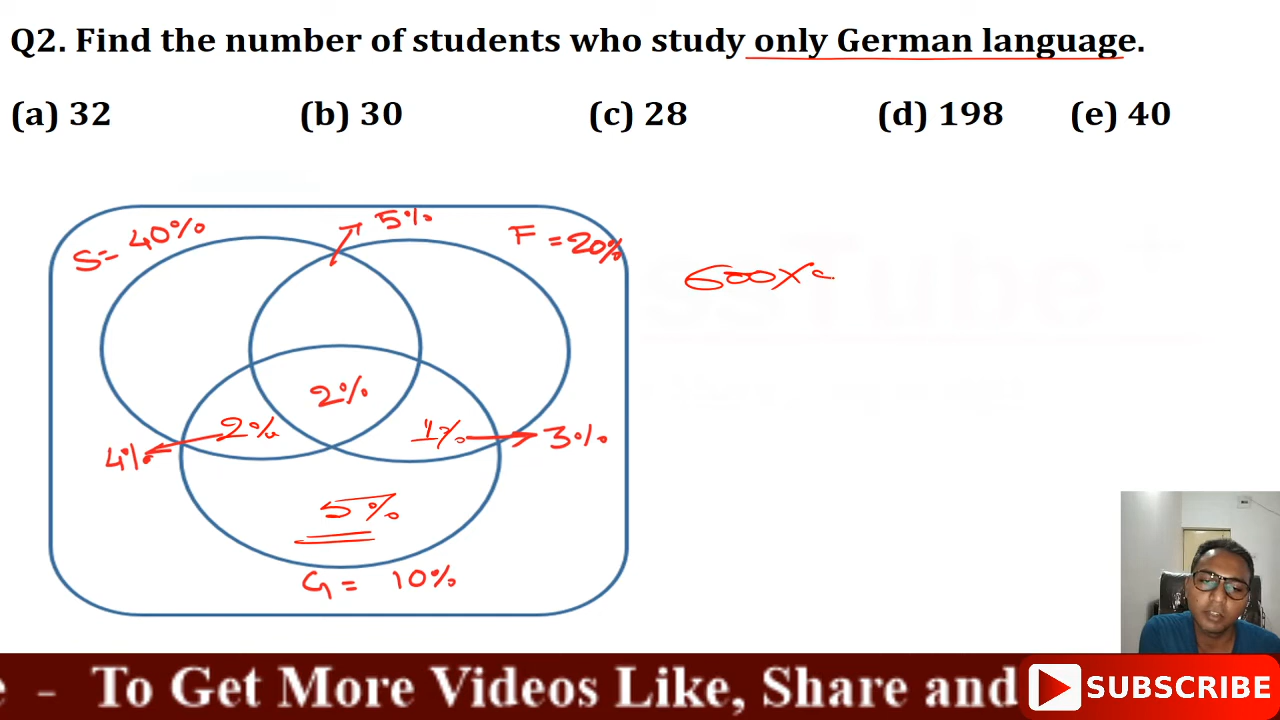 Q2. Find the number of students who study only German language.
(a) 32 (b) 30 (c) 28 (d) 198 (e) 40
S= 40%
5%
F =20%
600×
2%
2%
1%
3%
4%
5%
G = 10%
- To Get More Videos Like, Share and
SUBSCRIBE